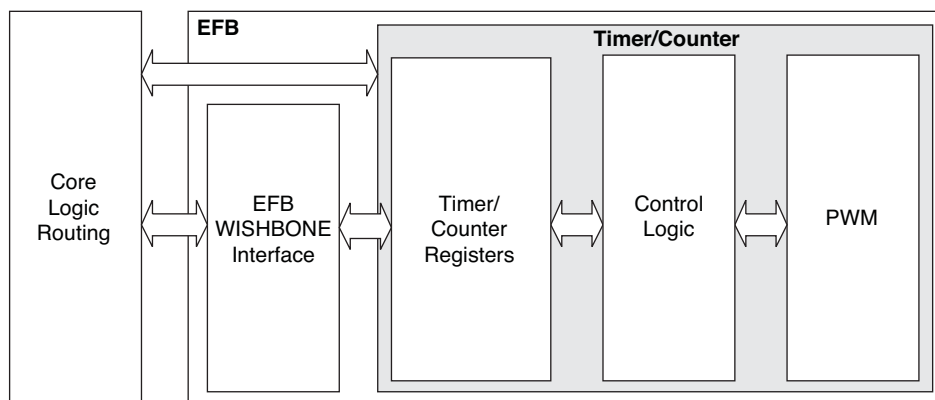 EFB
Timer/Counter
Core
Logic
Routing
EFB
WISHBONE
Interface
Timer/
Counter
Registers
Control
Logic
PWM